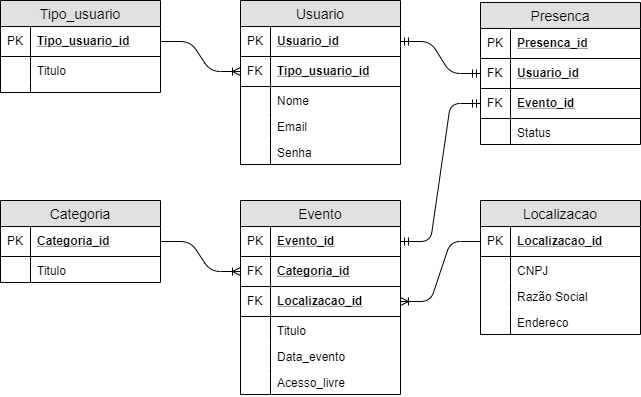 Tipo_usuario
PK Tipo_usuario_id
Titulo
Usuario
PK Usuario_id
FK Tipo_usuario_id
Nome
Email
Senha
Presenca
PK Presenca_id
FK Usuario_id
FK Evento_id
Status
Categoria
PK Categoria_id
Titulo
Evento
PK Evento_id
FK Categoria_id
FK Localizacao_id
Titulo
Data_evento
Acesso_livre
Localizacao
PK Localizacao_id
CNPJ
Razão Social
Endereco